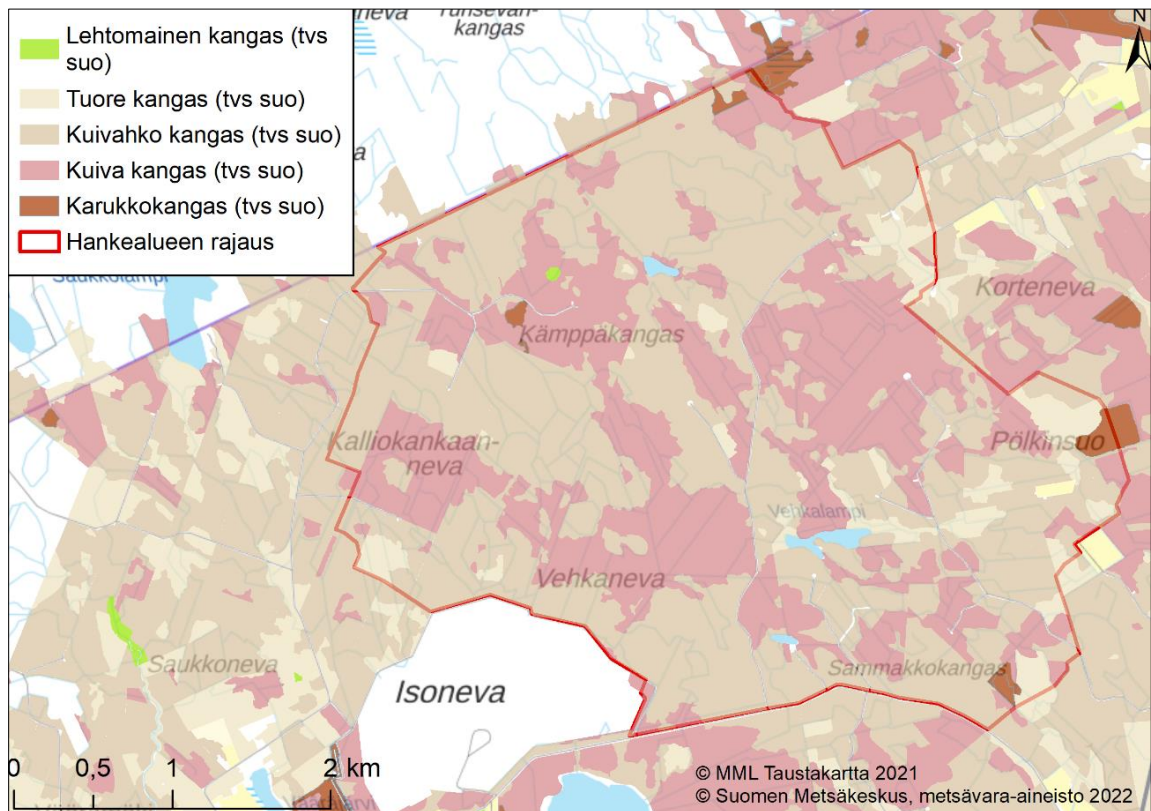 Lehtomainen kangas (tvs
suo)
Tuore kangas (tvs suo)
Kuivahko kangas (tvs suo)
Kuiva kangas (tvs suo)
Karukkokangas (tvs suo)
Hankealueen rajaus
kangas
N
Saukkolampi
Korteneva
Kämppäkangas
Kalliokankaan-
neva
Pölkinsuo
Vehkalampi
Vehkaneva
Saukkoneva
Sammakkokangas
Isoneva
0 0,5 1 2 km
© MML Taustakartta 2021
© Suomen Metsäkeskus, metsävara-aineisto 2022